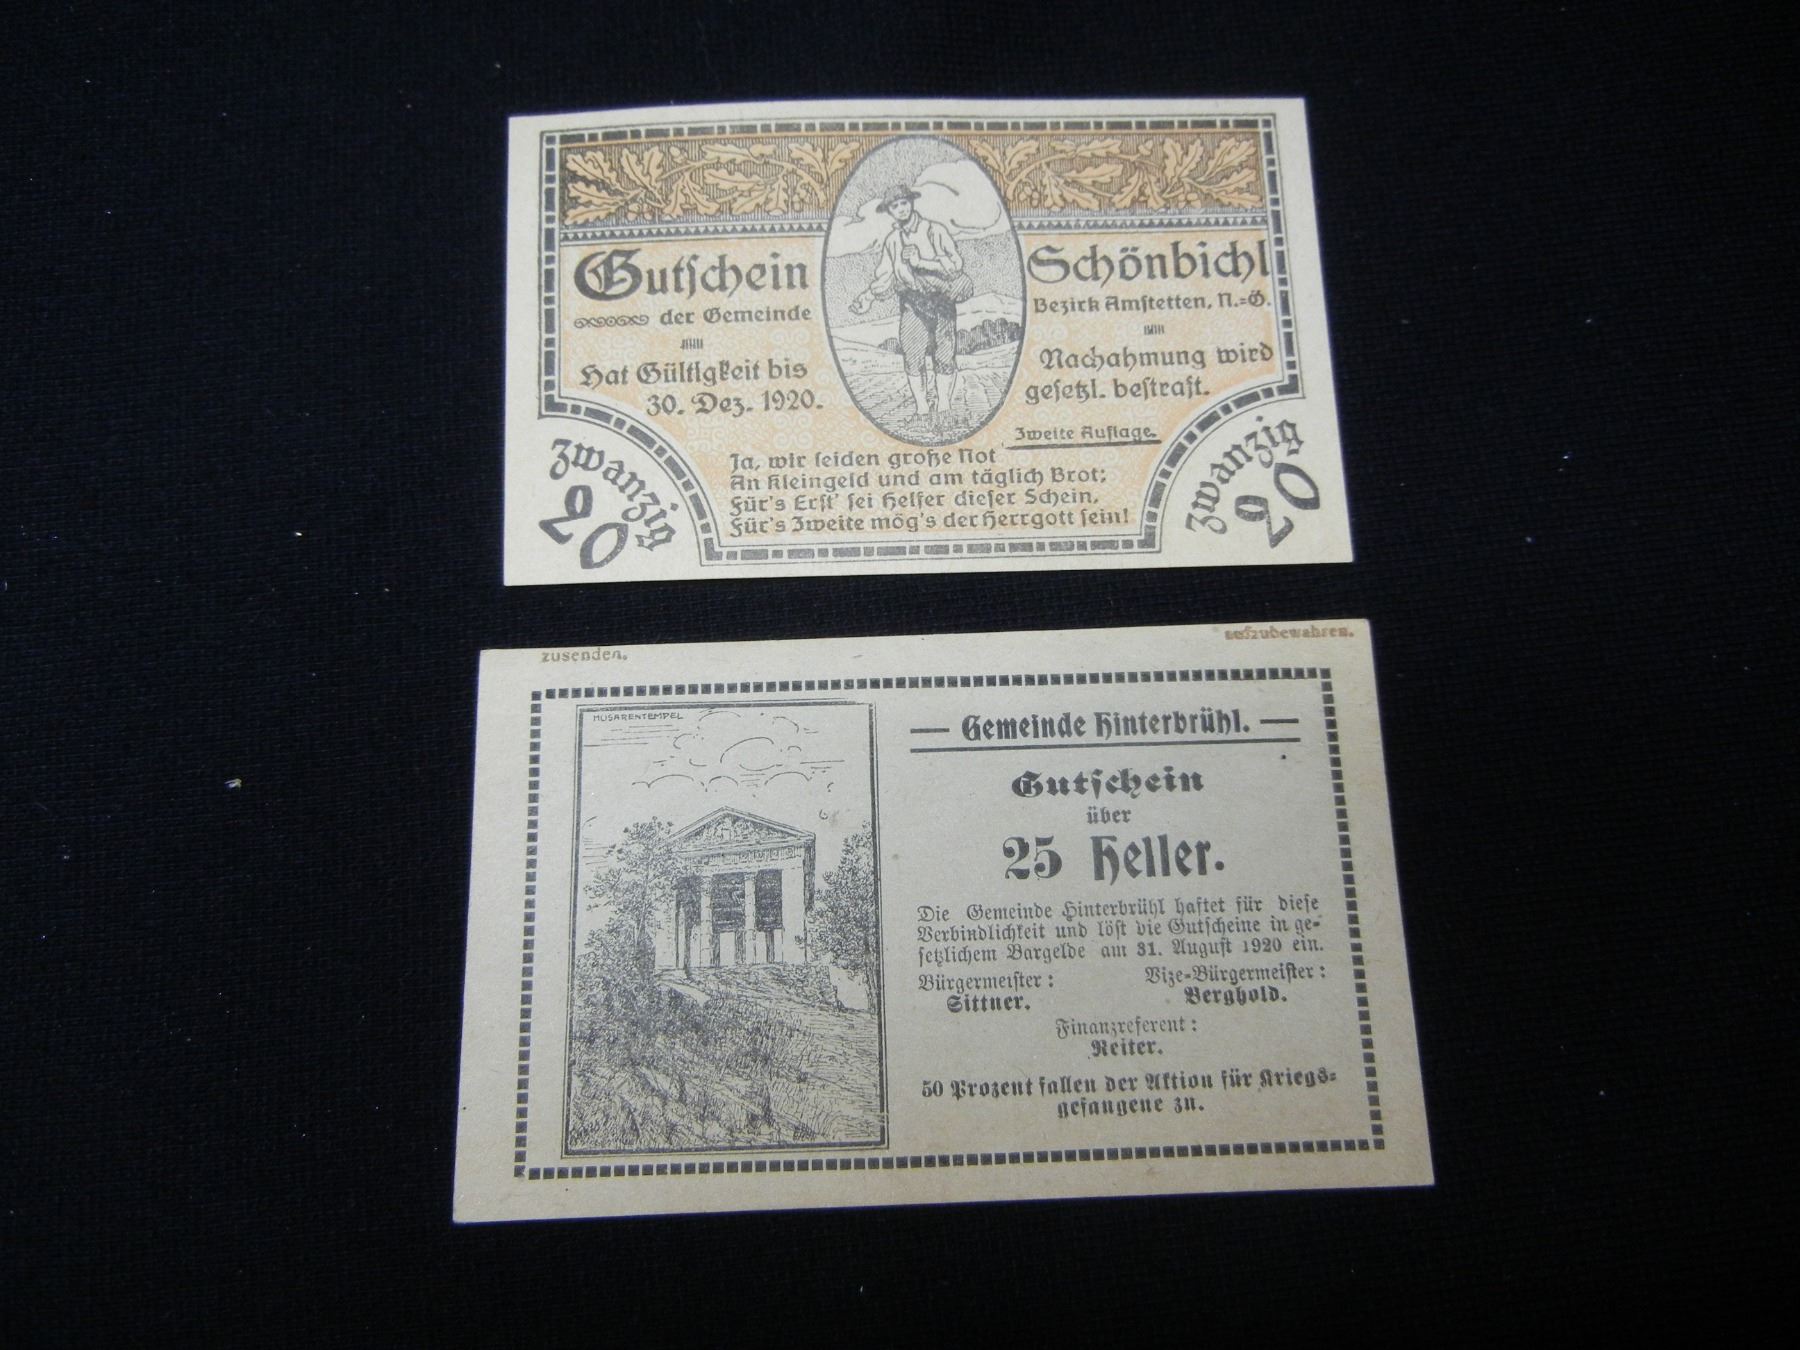 Gutschein
der Gemeinde
Hat Gültigkeit bis
30. Dez. 1920.
Schönbichl
Bezirk Amstetten, N.=Ö.
Nachahmung wird
gesetzl. bestraft.
Zweite Auflage.
Ja, wir leiden große Not
An Kleingeld und am täglich Brot;
Für's Erst' sei Helfer dieser Schein,
Für's Zweite mög's der Herrgott sein!
zwanzig
20
zwanzig
20
zusenden.
aufzubewahren.
HUSARENTEMPEL
— Gemeinde Hinterbrühl. —
Gutschein
über
25 Heller.
Die Gemeinde Hinterbrühl haftet für diese
Verbindlichkeit und löst die Gutscheine in ge=
setzlichem Bargelde am 31. August 1920 ein.
Bürgermeister: Vize=Bürgermeister:
Sittner. Berghold.
Finanzreferent:
Reiter.
50 Prozent fallen der Aktion für Kriegs=
gefangene zu.